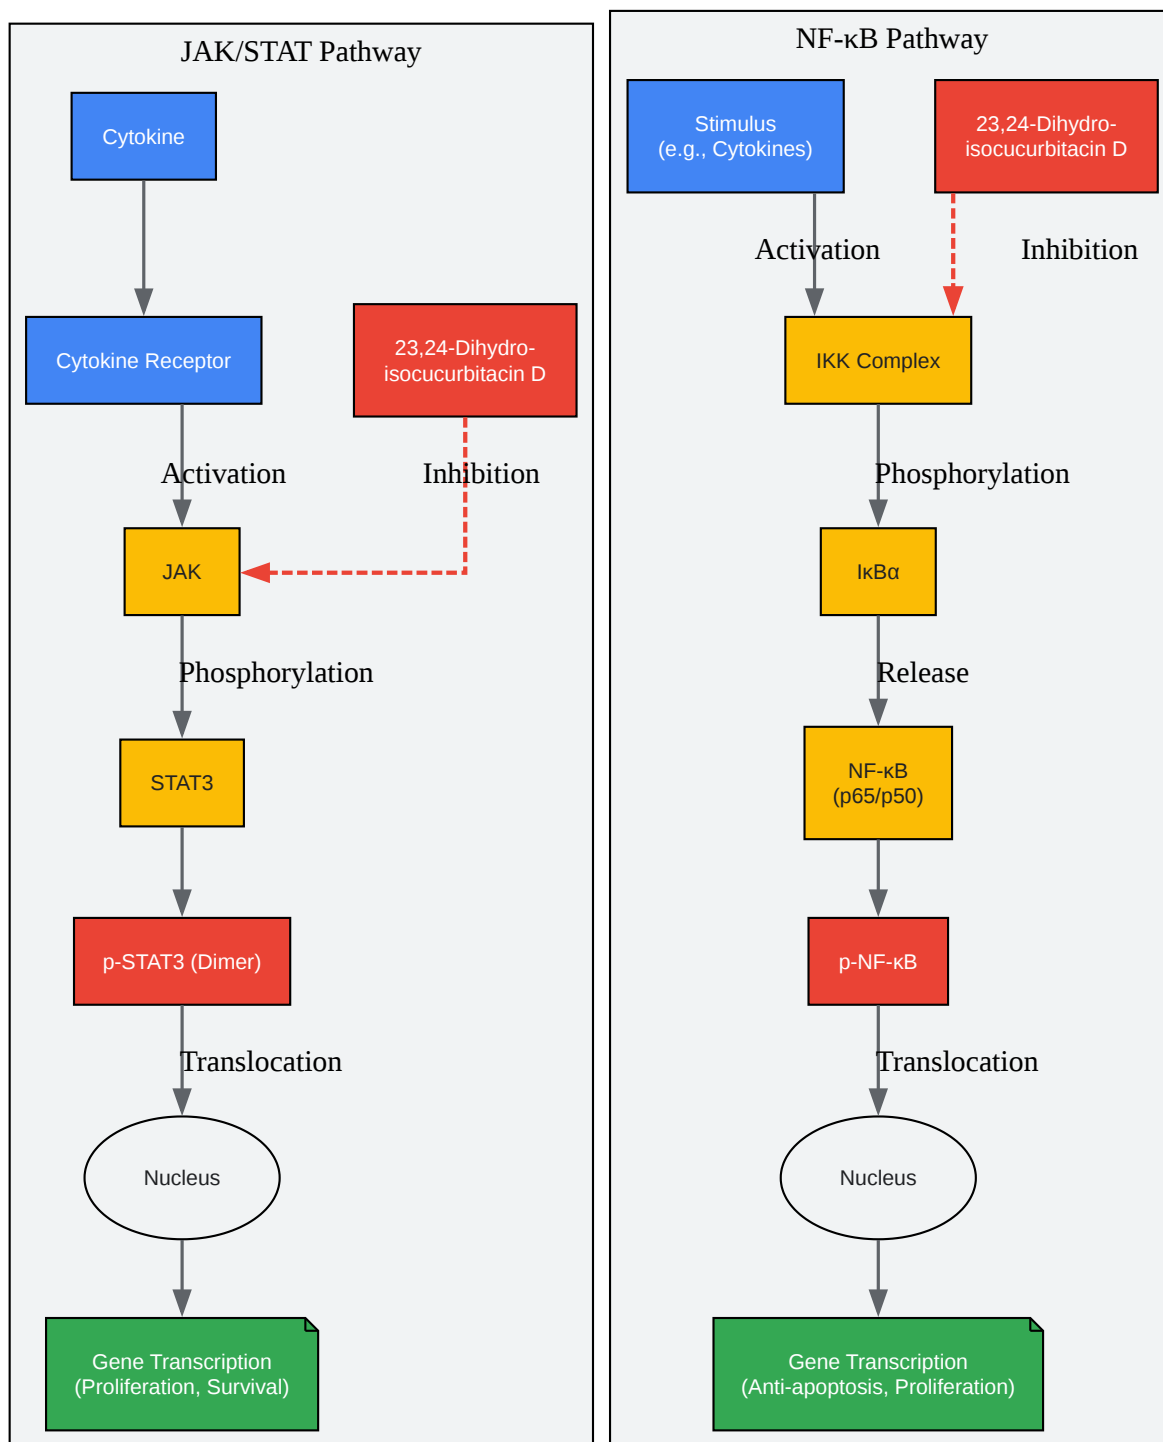 JAK/STAT Pathway
Cytokine
Cytokine Receptor
23,24-Dihydro-
isocucurbitacin D
Activation
Inhibition
JAK
Phosphorylation
STAT3
p-STAT3 (Dimer)
Translocation
Nucleus
Gene Transcription
(Proliferation, Survival)
NF-κB Pathway
Stimulus
(e.g., Cytokines)
23,24-Dihydro-
isocucurbitacin D
Activation
Inhibition
IKK Complex
Phosphorylation
IκBα
Release
NF-κB
(p65/p50)
p-NF-κB
Translocation
Nucleus
Gene Transcription
(Anti-apoptosis, Proliferation)